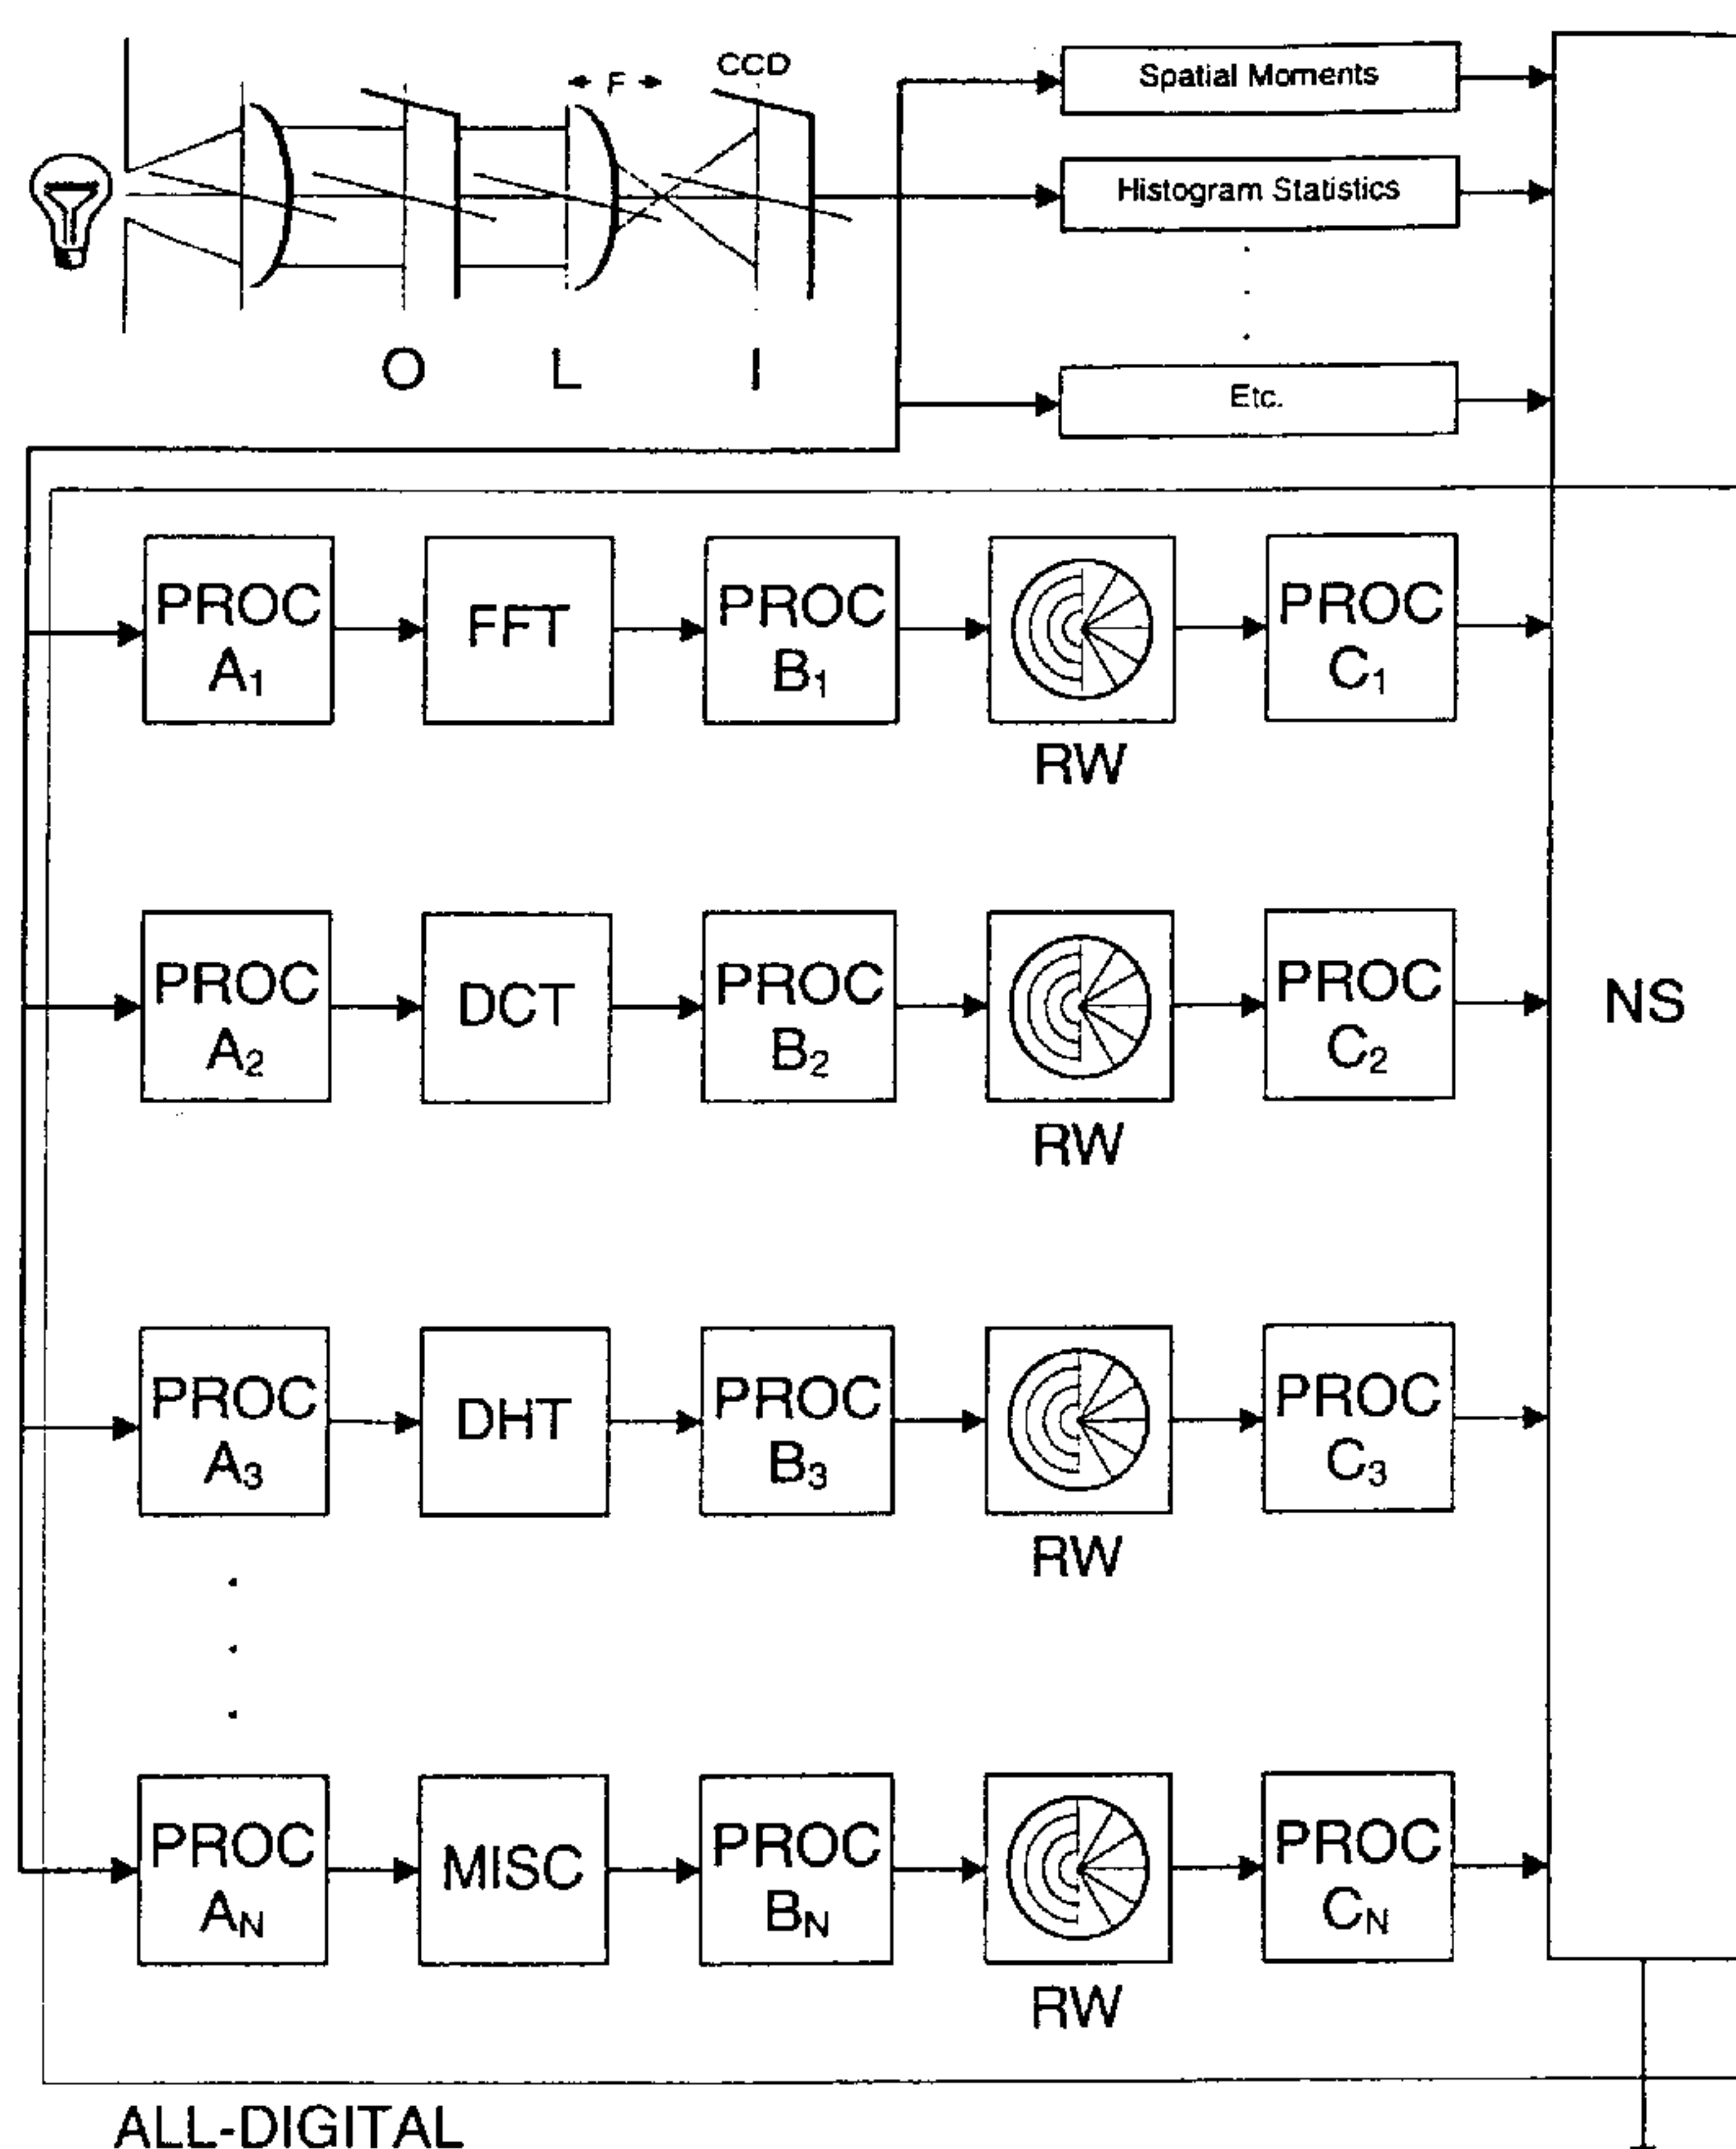 F
CCD
O L I
Spatial Moments
Histogram Statistics
Etc.
PROC
A1
FFT
PROC
B1
RW
PROC
C1
PROC
A2
DCT
PROC
B2
RW
PROC
C2
NS
PROC
A3
DHT
PROC
B3
RW
PROC
C3
PROC
AN
MISC
PROC
BN
RW
PROC
CN
ALL-DIGITAL